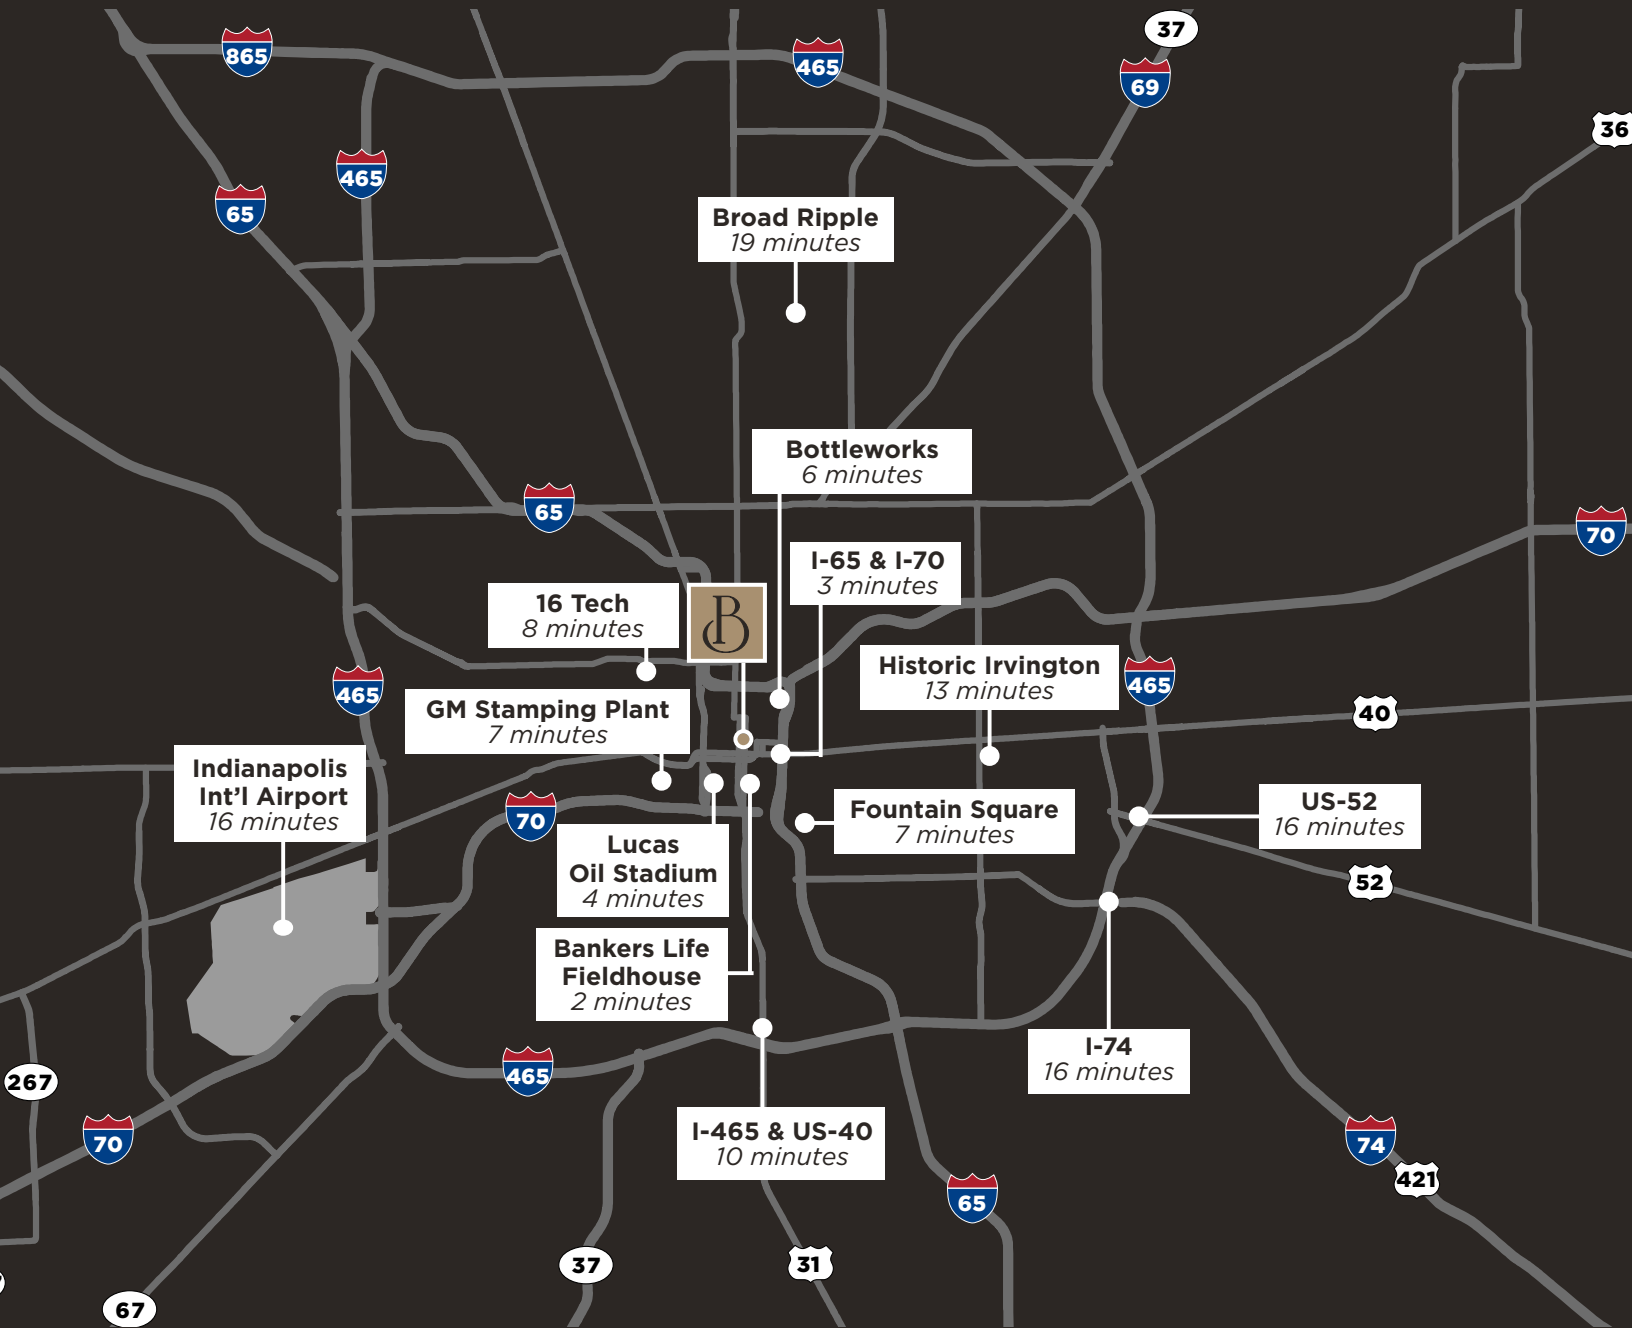 37
865
465
69
36
465
65
Broad Ripple
19 minutes
Bottleworks
6 minutes
65
70
I-65 & I-70
3 minutes
16 Tech
8 minutes
B
Historic Irvington
13 minutes
465
465
GM Stamping Plant
7 minutes
40
Indianapolis
Int'l Airport
16 minutes
70
Fountain Square
7 minutes
US-52
16 minutes
Lucas
Oil Stadium
4 minutes
52
Bankers Life
Fieldhouse
2 minutes
I-74
16 minutes
465
267
70
I-465 & US-40
10 minutes
74
421
65
37
31
67